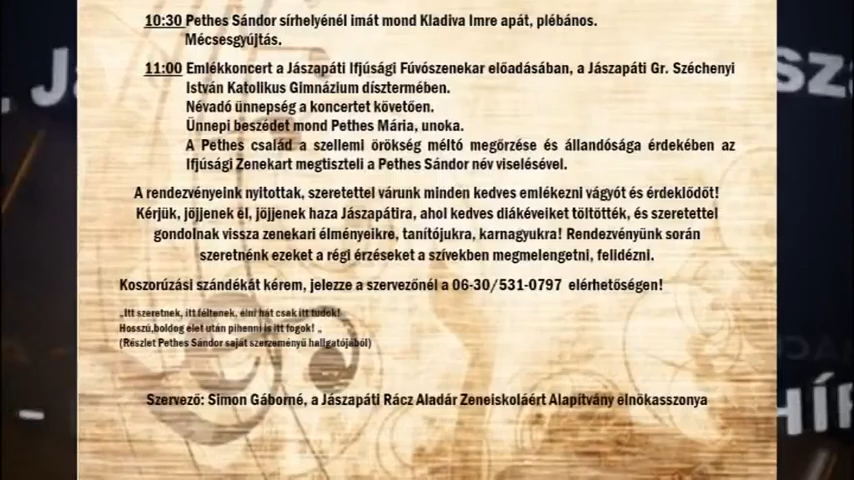 10:30 Pethes Sándor sírhelyénél imát mond Kladiva Imre apát, plébános.
Mécsesgyújtás.
11:00 Emlékkoncert a Jászapáti Ifjúsági Fúvószenekar előadásában, a Jászapáti Gr. Széchenyi
István Katolikus Gimnázium dísztermében.
Névadó ünnepség a koncertet követően.
Ünnepi beszédet mond Pethes Mária, unoka.
A Pethes család a szellemi örökség méltó megőrzése és állandósága érdekében az
Ifjúsági Zenekart megtiszteli a Pethes Sándor név viselésével.
A rendezvényeink nyitottak, szeretettel várunk minden kedves emlékezni vágyót és érdeklődőt!
Kérjük, jöjjenek el, jöjjenek haza Jászapátira, ahol kedves diákéveiket töltötték, és szeretettel
gondolnak vissza zenekari élményeikre, tanítójukra, karnagyukra! Rendezvényünk során
szeretnénk ezeket a régi érzéseket a szívekben megmelengetni, felidézni.
Koszorúzási szándékát kérem, jelezze a szervezőnél a 06-30/531-0797 elérhetőségen!
„Itt szeretnek, itt féltenek, élni hát csak itt tudok!
Hosszú,boldog élet után pihenni is itt fogok! „
(Részlet Pethes Sándor saját szerzeményű hallgatójából)
Szervező: Simon Gáborné, a Jászapáti Rácz Aladár Zeneiskoláért Alapítvány elnökasszonya